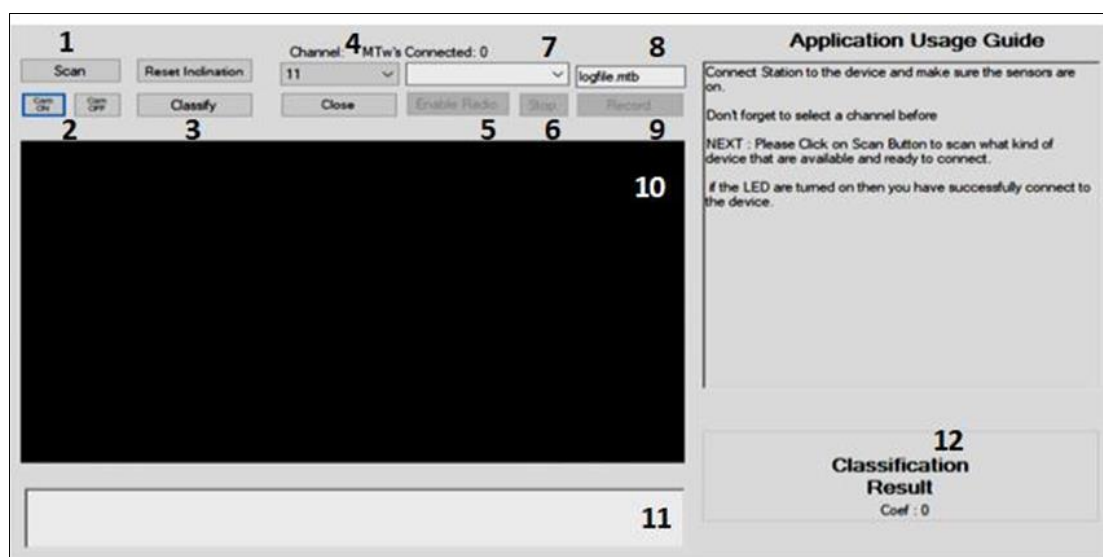 1
4
7
8
Channel: MTw's Connected: 0
Scan
Reset Inclination
11
logfile.mtb
Cam ON
Cam OFF
Classify
Close
Enable Radio
Stop
Record
2
3
5
6
9
10
11
Application Usage Guide
Connect Station to the device and make sure the sensors are
on.
Don't forget to select a channel before
NEXT : Please Click on Scan Button to scan what kind of
device that are available and ready to connect.
if the LED are turned on then you have successfully connect to
the device.
12
Classification
Result
Coef : 0